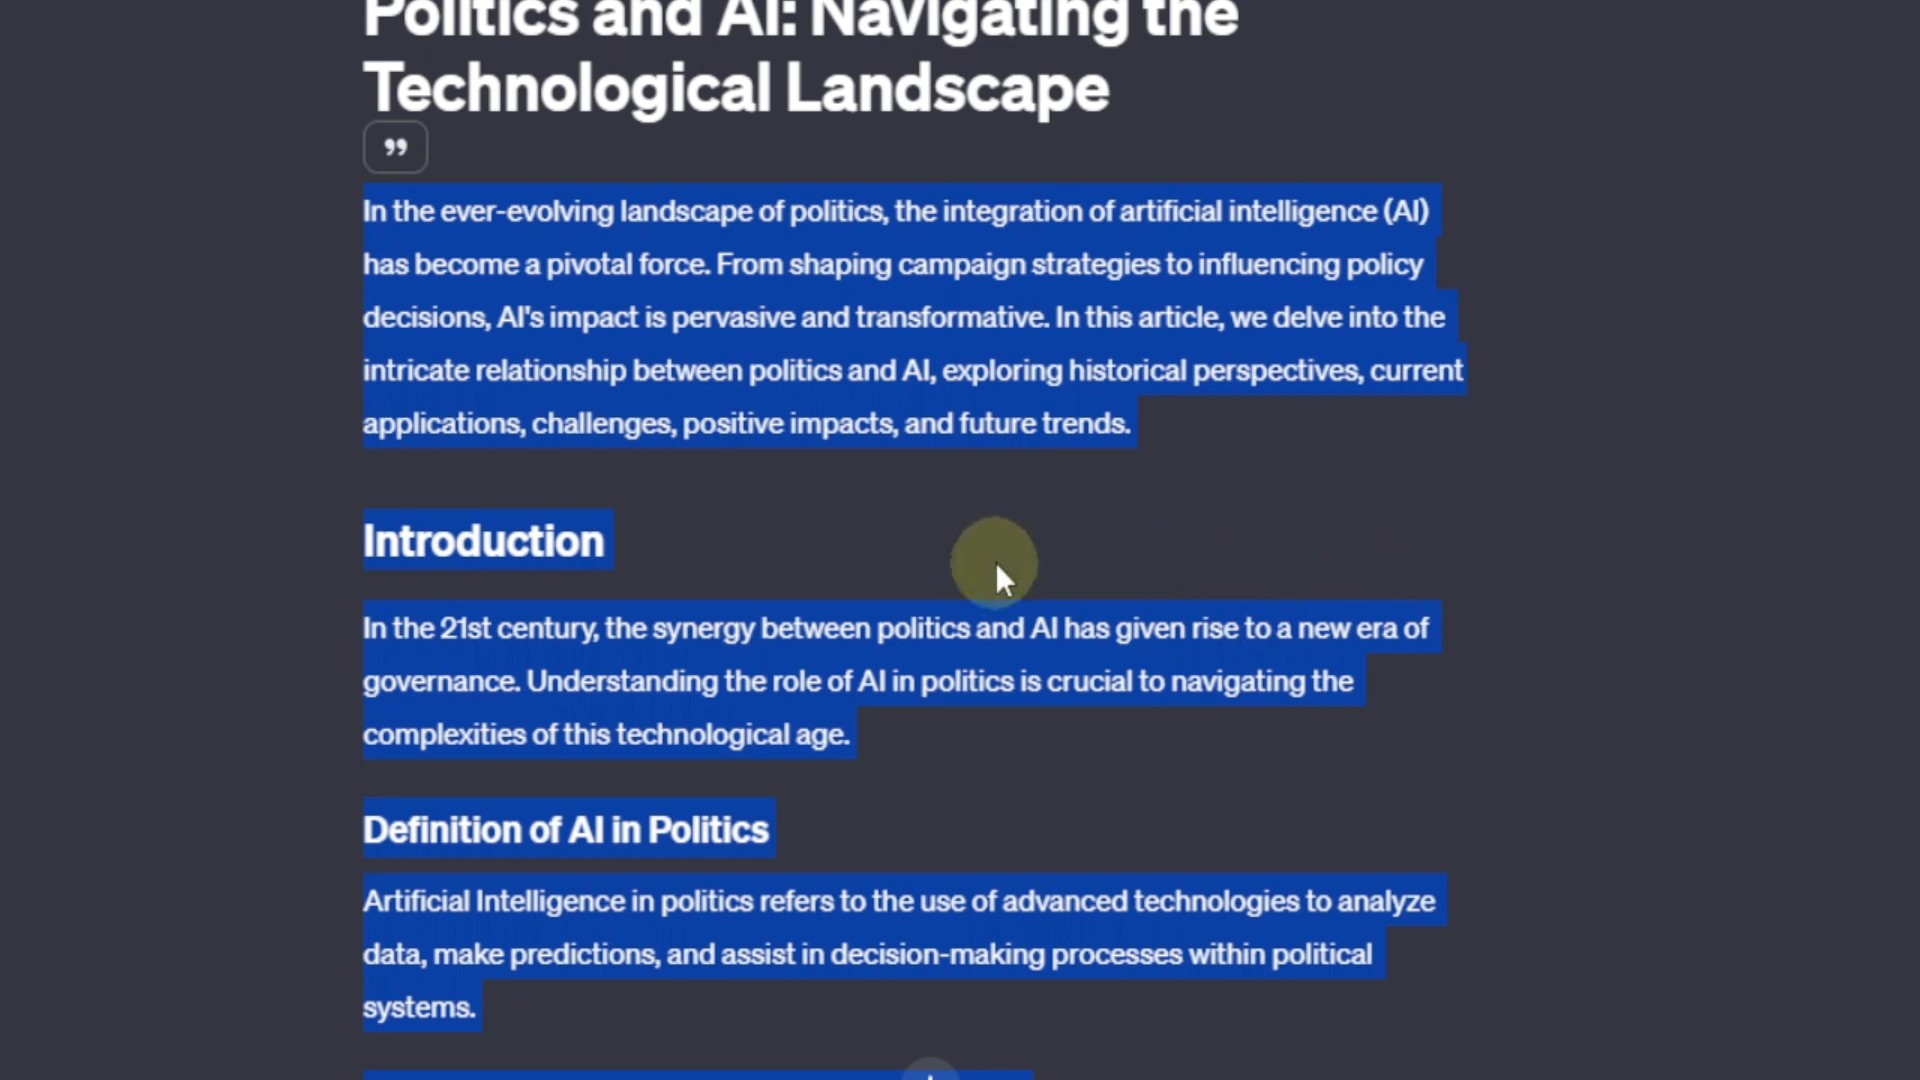 Politics and AI: Navigating the
Technological Landscape
”
In the ever-evolving landscape of politics, the integration of artificial intelligence (AI)
has become a pivotal force. From shaping campaign strategies to influencing policy
decisions, AI's impact is pervasive and transformative. In this article, we delve into the
intricate relationship between politics and AI, exploring historical perspectives, current
applications, challenges, positive impacts, and future trends.
Introduction
In the 21st century, the synergy between politics and AI has given rise to a new era of
governance. Understanding the role of AI in politics is crucial to navigating the
complexities of this technological age.
Definition of AI in Politics
Artificial Intelligence in politics refers to the use of advanced technologies to analyze
data, make predictions, and assist in decision-making processes within political
systems.